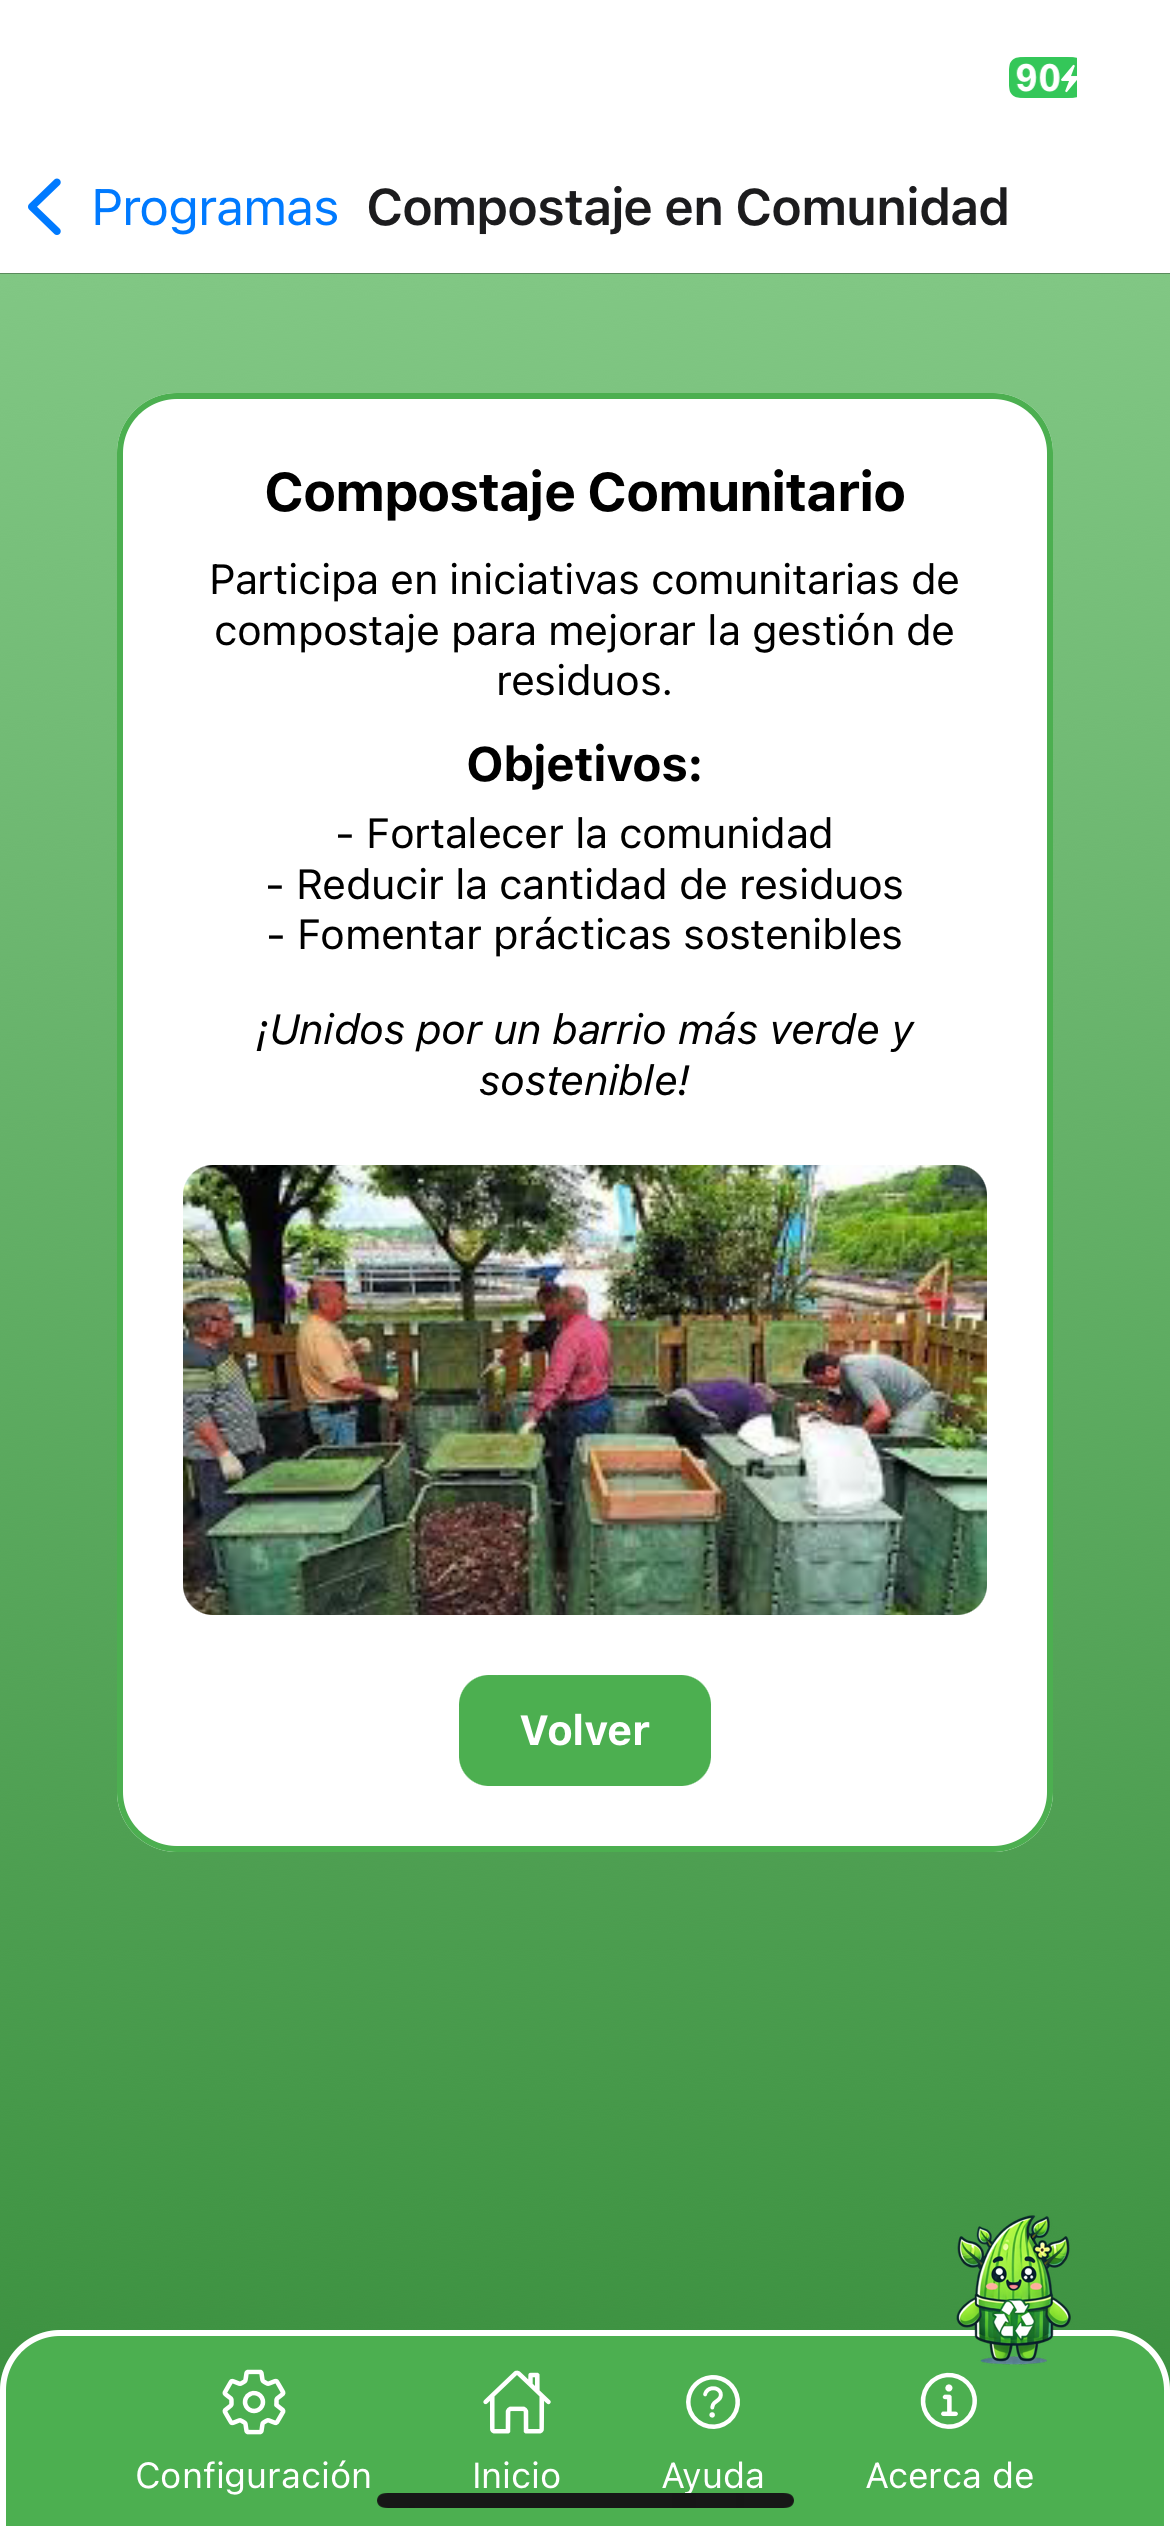 90
Programas Compostaje en Comunidad
Compostaje Comunitario
Participa en iniciativas comunitarias de
compostaje para mejorar la gestión de
residuos.
Objetivos:
- Fortalecer la comunidad
- Reducir la cantidad de residuos
- Fomentar prácticas sostenibles
¡Unidos por un barrio más verde y
sostenible!
Volver
Configuración Inicio Ayuda Acerca de